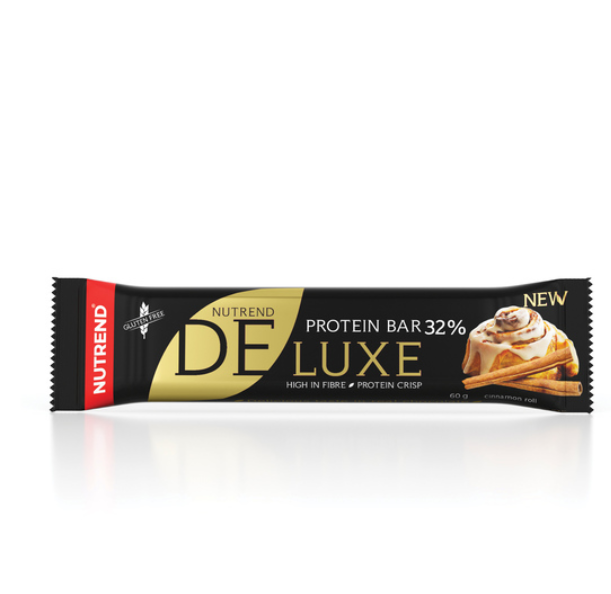 NUTREND®
GLUTEN FREE
NUTREND
DE LUXE
PROTEIN BAR 32%
HIGH IN FIBRE PROTEIN CRISP
NEW
60 g cinnamon roll